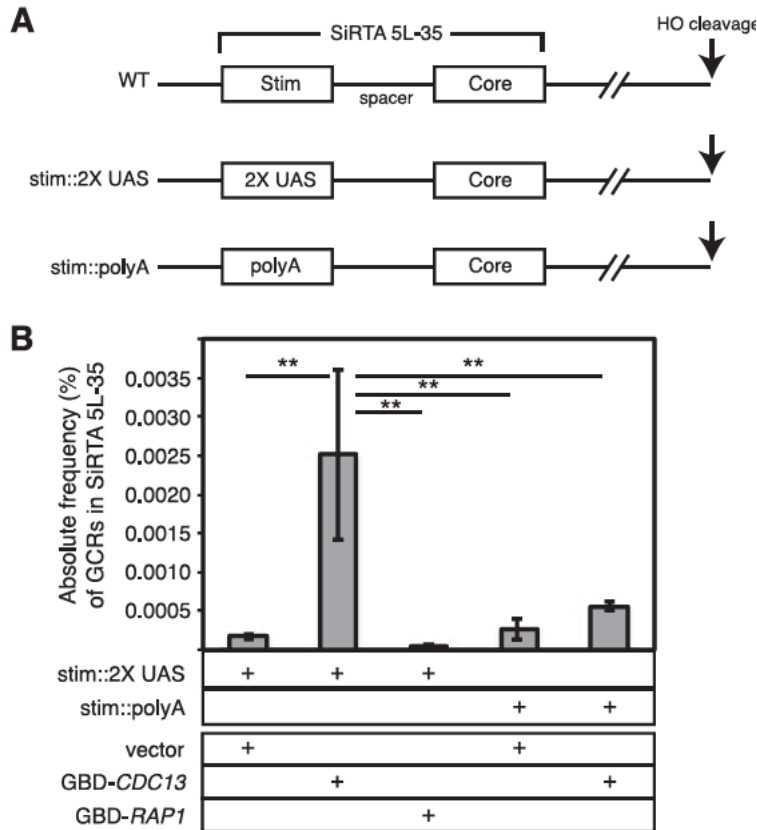 A
SiRTA 5L-35
HO cleavage
WT
Stim
spacer
Core
stim::2X UAS
2X UAS
Core
stim::polyA
polyA
Core
B
Absolute frequency (%)
of GCRs in SiRTA 5L-35
0.0035
0.0030
0.0025
0.0020
0.0015
0.0010
0.0005
**
**
**
**
stim::2X UAS + + +
stim::polyA + +
vector + +
GBD-CDC13 + +
GBD-RAP1 +